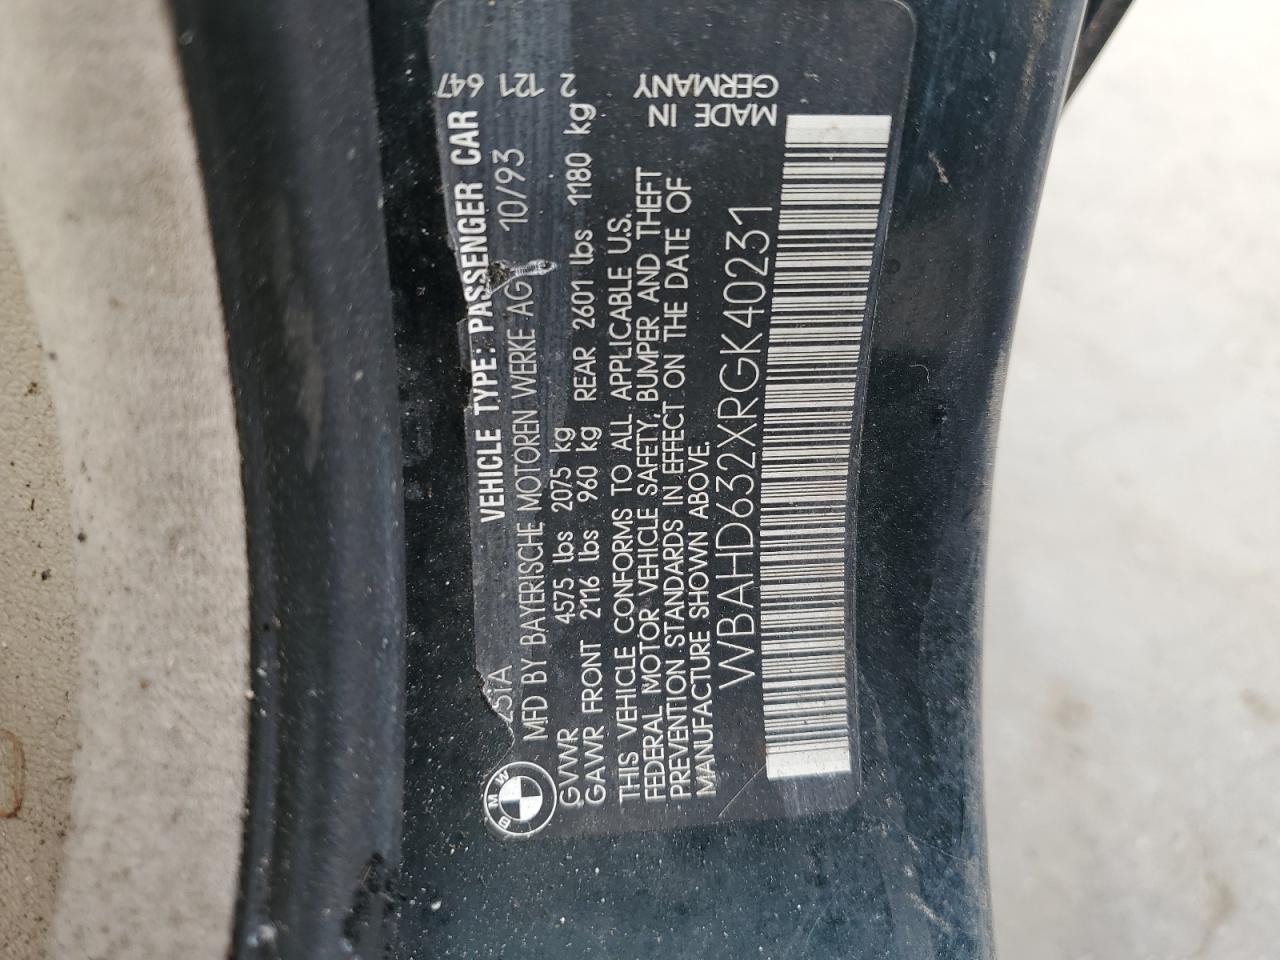 251A
VEHICLE TYPE: PASSENGER CAR
2 121 647
MFD BY BAYERISCHE MOTOREN WERKE AG 10/93
BMW
GVWR 4575 lbs 2075 kg
GAWR FRONT 2116 lbs 960 kg REAR 2601 lbs 1180 kg
THIS VEHICLE CONFORMS TO ALL APPLICABLE U.S.
FEDERAL MOTOR VEHICLE SAFETY, BUMPER AND THEFT
PREVENTION STANDARDS IN EFFECT ON THE DATE OF
MANUFACTURE SHOWN ABOVE.
MADE IN
GERMANY
WBAHD632XRGK40231